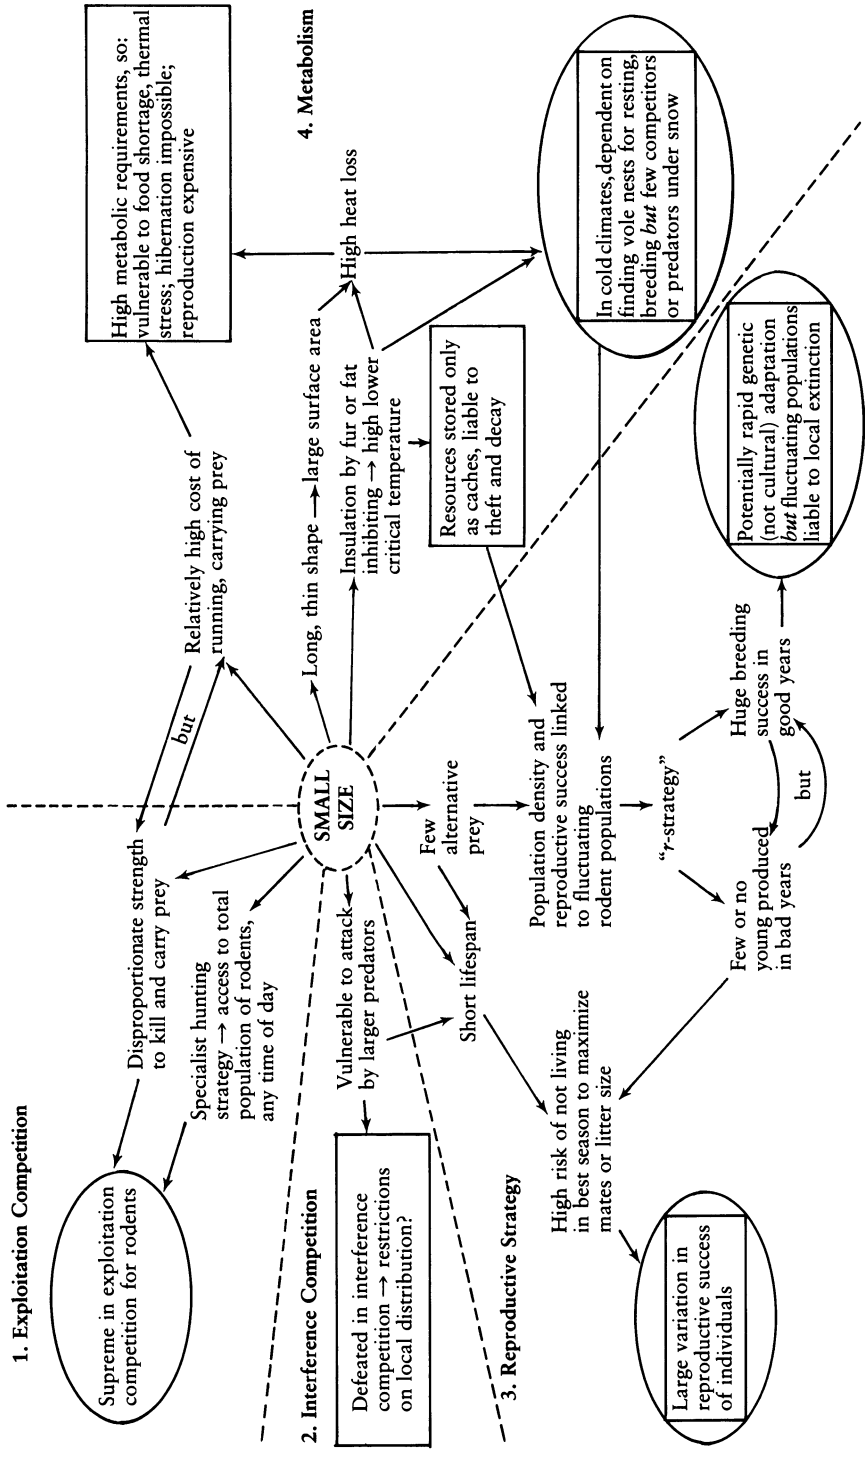 1. Exploitation Competition
Supreme in exploitation
competition for rodents
Disproportionate strength
to kill and carry prey
Specialist hunting
strategy → access to total
population of rodents,
any time of day
but
Relatively high cost of
running, carrying prey
High metabolic requirements, so:
vulnerable to food shortage, thermal
stress; hibernation impossible;
reproduction expensive
4. Metabolism
SMALL
SIZE
Long, thin shape → large surface area
High heat loss
Insulation by fur or fat
inhibiting → high lower
critical temperature
Resources stored only
as caches, liable to
theft and decay
In cold climates, dependent on
finding vole nests for resting,
breeding but few competitors
or predators under snow
2. Interference Competition
Defeated in interference
competition → restrictions
on local distribution?
Vulnerable to attack
by larger predators
3. Reproductive Strategy
Short lifespan
Few
alternative
prey
Population density and
reproductive success linked
to fluctuating
rodent populations
"r-strategy"
High risk of not living
in best season to maximize
mates or litter size
Large variation in
reproductive success
of individuals
Few or no
young produced
in bad years
but
Huge breeding
success in
good years
Potentially rapid genetic
(not cultural) adaptation
but fluctuating populations
liable to local extinction